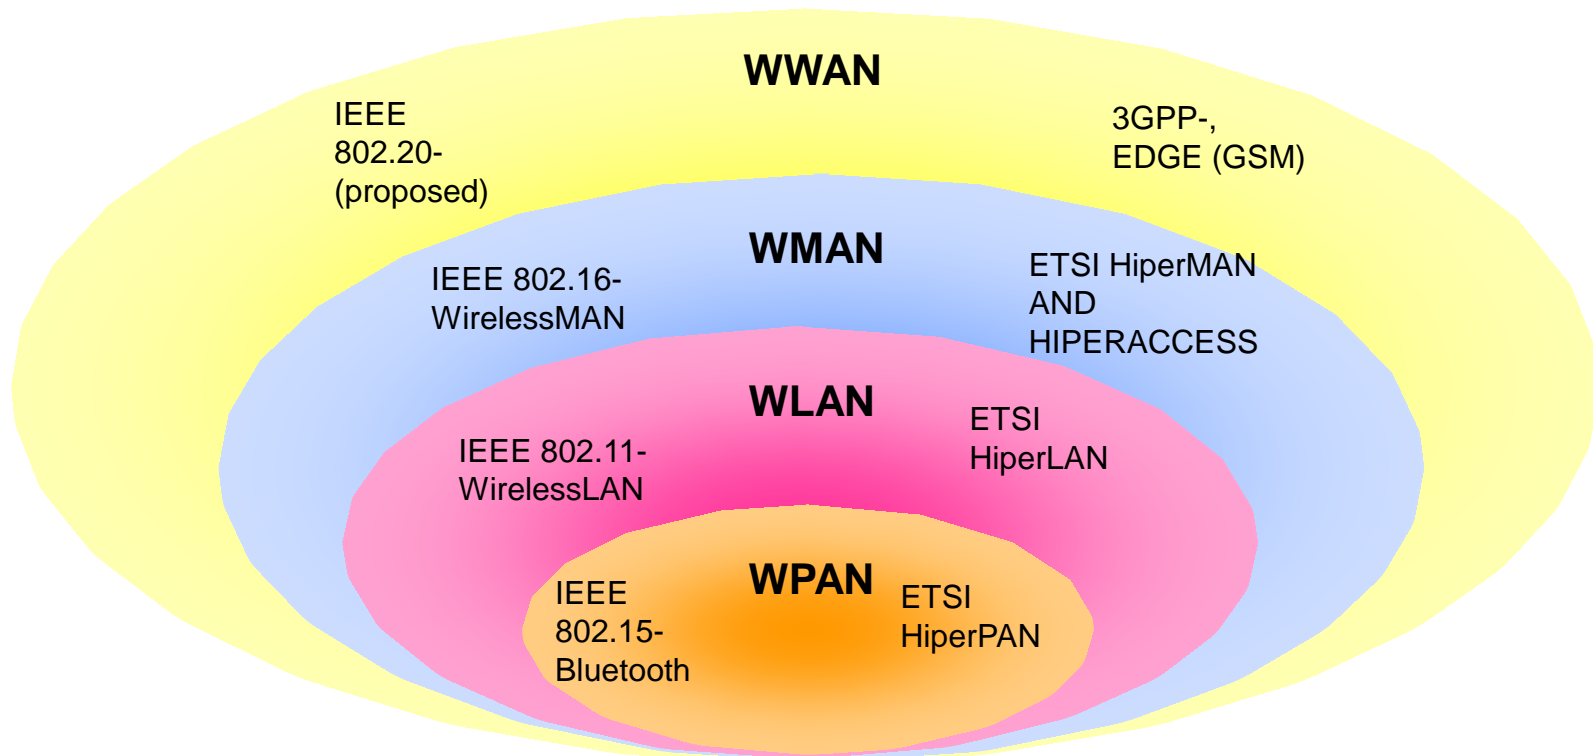 WWAN
IEEE
802.20-
(proposed)
3GPP-,
EDGE (GSM)
WMAN
IEEE 802.16-
WirelessMAN
ETSI HiperMAN
AND
HIPERACCESS
WLAN
IEEE 802.11-
WirelessLAN
ETSI
HiperLAN
WPAN
IEEE
802.15-
Bluetooth
ETSI
HiperPAN